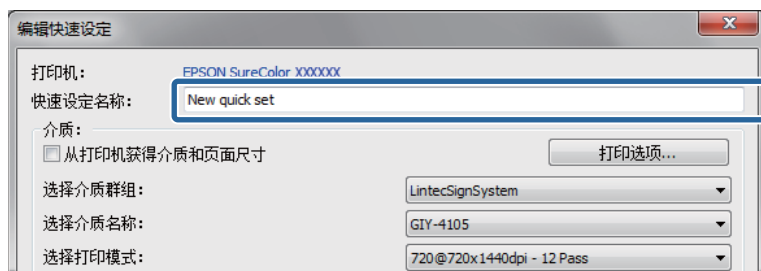 编辑快速设定
打印机： EPSON SureColor XXXXXX
快速设定名称： New quick set
介质：
从打印机获得介质和页面尺寸 打印选项...
选择介质群组： LintecSignSystem
选择介质名称： GIY-4105
选择打印模式： 720@720x1440dpi - 12 Pass